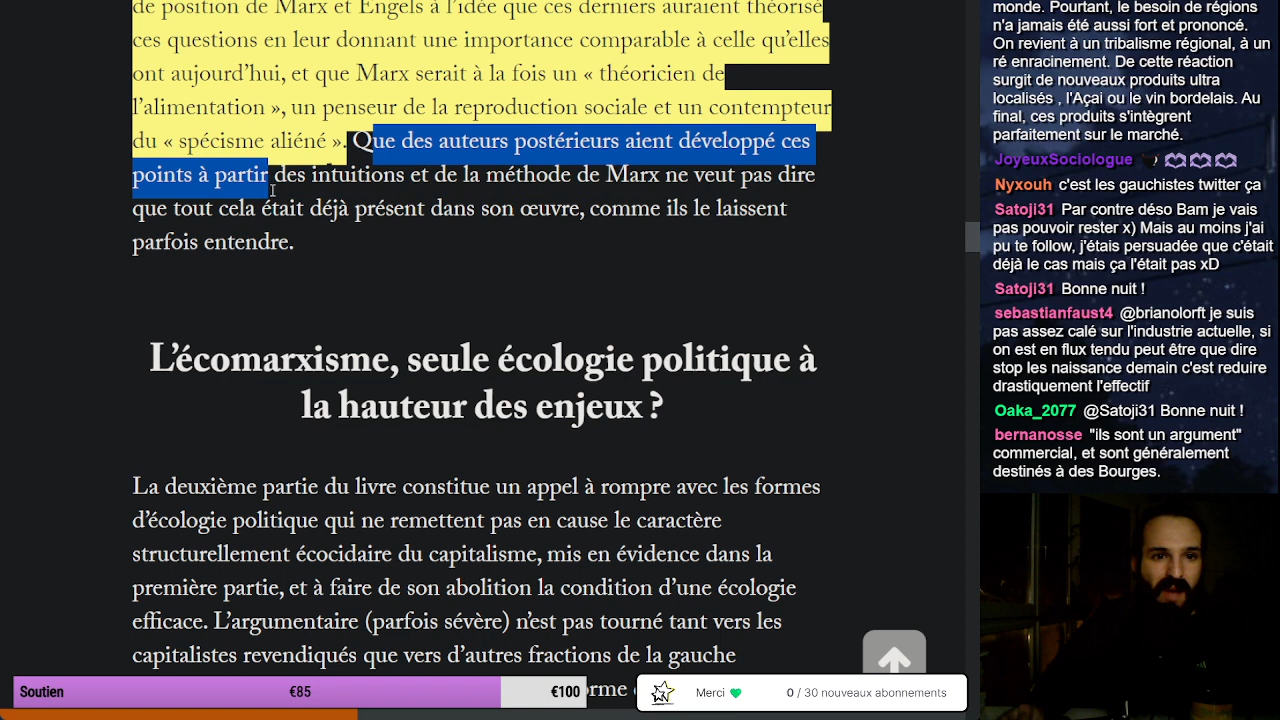 de position de Marx et Engels à l’idée que ces derniers auraient théorisé
ces questions en leur donnant une importance comparable à celle qu’elles
ont aujourd’hui, et que Marx serait à la fois un « théoricien de
l’alimentation », un penseur de la reproduction sociale et un contempteur
du « spécisme aliéné ». Que des auteurs postérieurs aient développé ces
points à partir des intuitions et de la méthode de Marx ne veut pas dire
que tout cela était déjà présent dans son œuvre, comme ils le laissent
parfois entendre.
L’écomarxisme, seule écologie politique à
la hauteur des enjeux ?
La deuxième partie du livre constitue un appel à rompre avec les formes
d’écologie politique qui ne remettent pas en cause le caractère
structurellement écocidaire du capitalisme, mis en évidence dans la
première partie, et à faire de son abolition la condition d’une écologie
efficace. L’argumentaire (parfois sévère) n’est pas tourné tant vers les
capitalistes revendiqués que vers d’autres fractions de la gauche
Soutien €85 €100
Merci 0 / 30 nouveaux abonnements
monde. Pourtant, le besoin de régions
n'a jamais été aussi fort et prononcé.
On revient à un tribalisme régional, à un
ré enracinement. De cette réaction
surgit de nouveaux produits ultra
localisés , l'Açai ou le vin bordelais. Au
final, ces produits s'intègrent
parfaitement sur le marché.
JoyeuxSociologue
Nyxouh c'est les gauchistes twitter ça
Satoji31 Par contre déso Bam je vais
pas pouvoir rester x) Mais au moins j'ai
pu te follow, j'étais persuadée que c'était
déjà le cas mais ça l'était pas xD
Satoji31 Bonne nuit !
sebastianfaust4 @brianolorft je suis
pas assez calé sur l'industrie actuelle, si
on est en flux tendu peut être que dire
stop les naissance demain c'est reduire
drastiquement l'effectif
Oaka_2077 @Satoji31 Bonne nuit !
bernanosse "ils sont un argument"
commercial, et sont généralement
destinés à des Bourges.